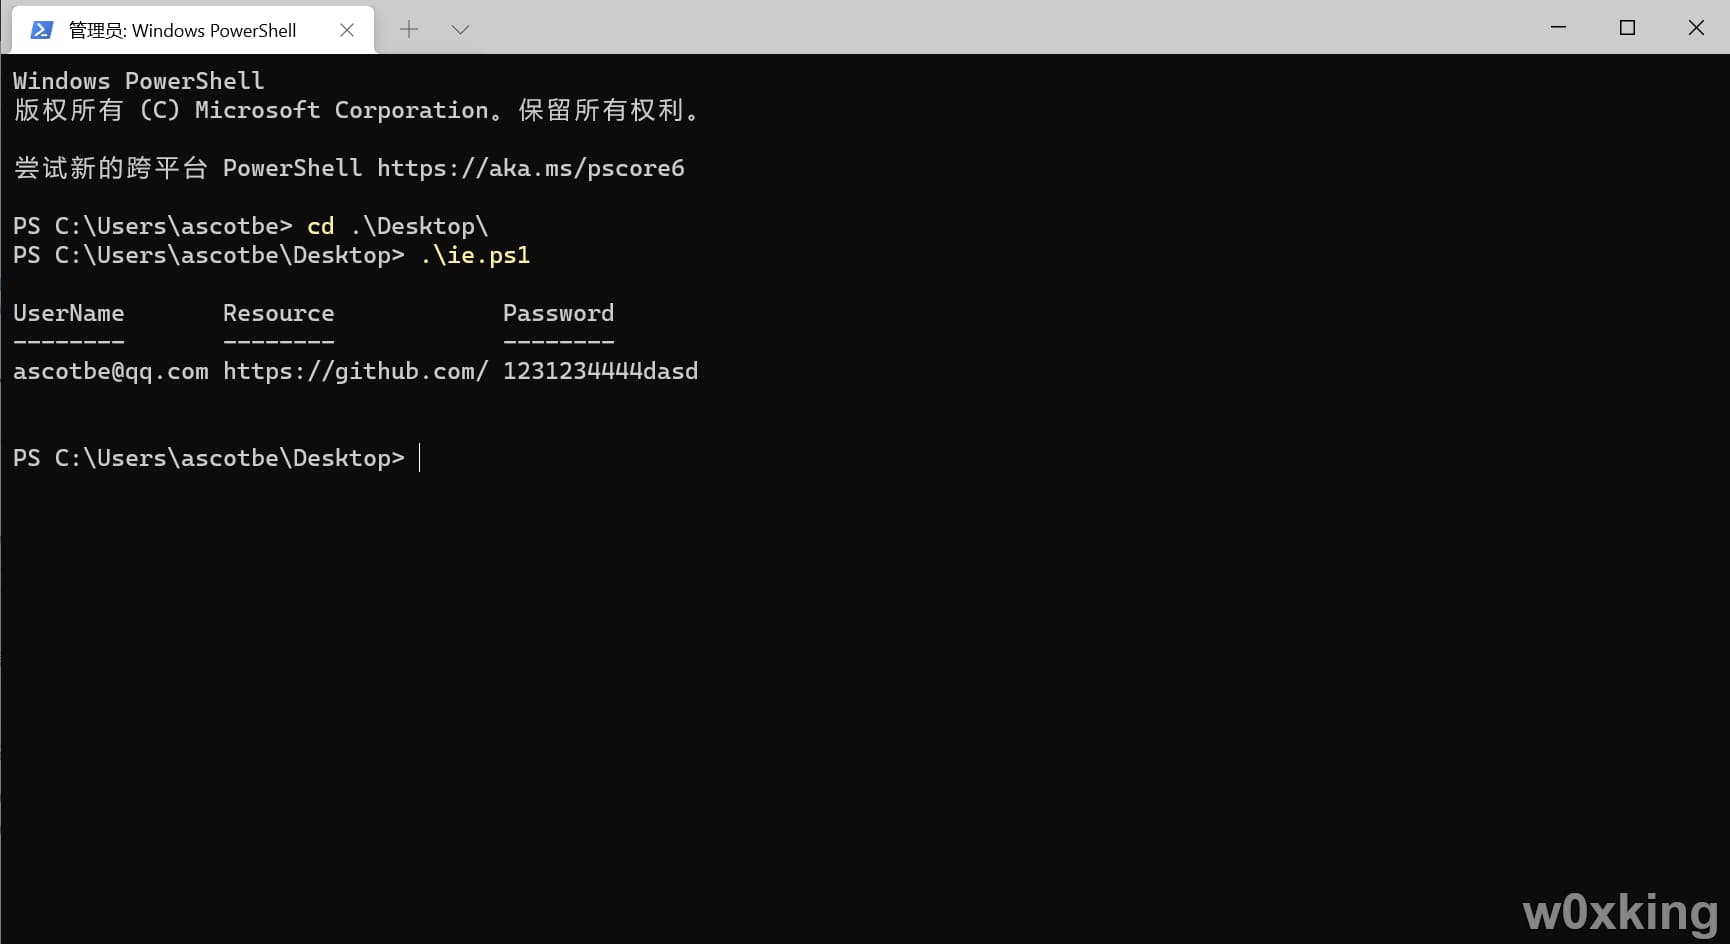 管理员: Windows PowerShell
Windows PowerShell
版权所有 (C) Microsoft Corporation。保留所有权利。
尝试新的跨平台 PowerShell https://aka.ms/pscore6
PS C:\Users\ascotbe> cd .\Desktop\
PS C:\Users\ascotbe\Desktop> .\ie.ps1
UserName Resource Password
-------- -------- --------
ascotbe@qq.com https://github.com/ 1231234444dasd
PS C:\Users\ascotbe\Desktop>
w0xking